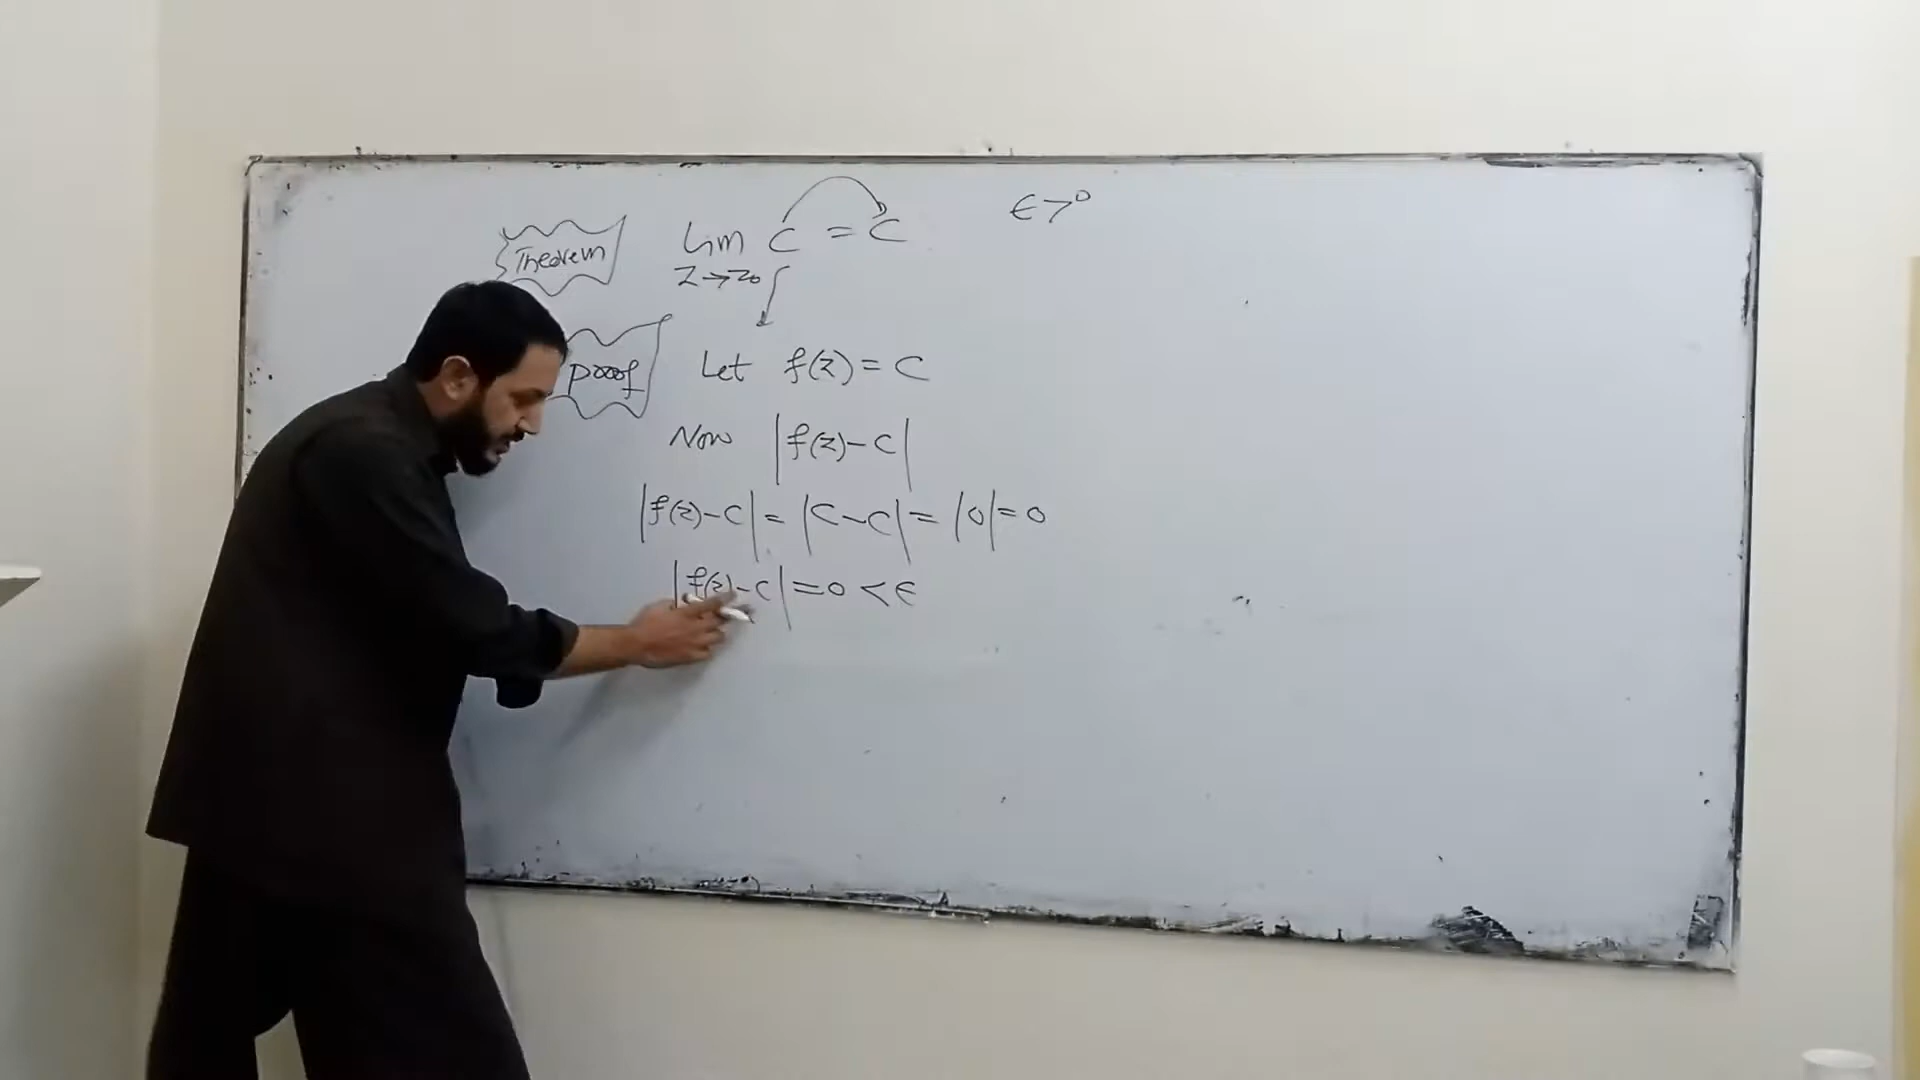 Theorem lim C = C ϵ>0
Z→Z0
proof Let f(z) = C
Now |f(z)-C|
|f(z)-C| = |C-C| = |0| = 0
|f(z)-C| = 0 < ϵ